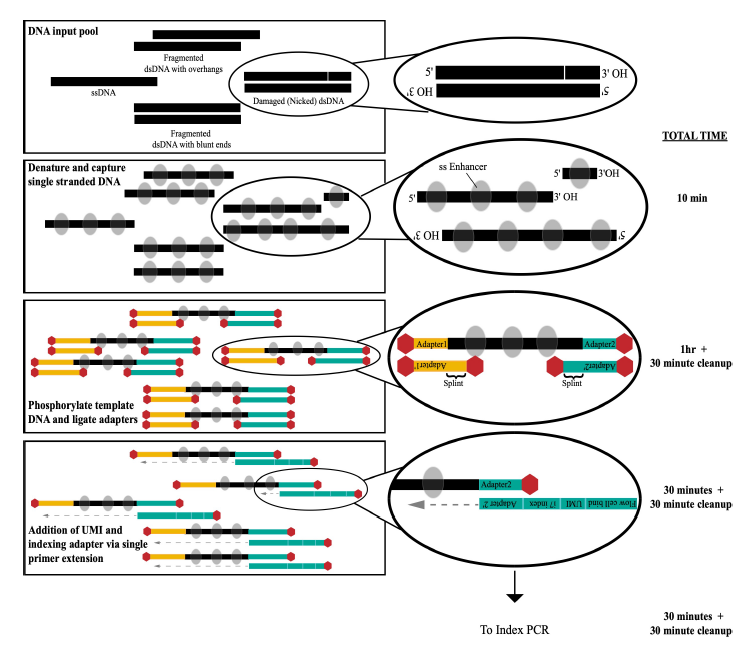 DNA input pool
Fragmented
dsDNA with overhangs
ssDNA
Damaged (Nicked) dsDNA
Fragmented
dsDNA with blunt ends
5'
3' OH
3' OH
5'
TOTAL TIME
Denature and capture
single stranded DNA
ss Enhancer
5'
3'OH
5'
3' OH
3' OH
5'
10 min
Adapter1
Adapter2
Adapter1'
Adapter2'
Splint
Splint
1hr +
30 minute cleanup
Phosphorylate template
DNA and ligate adapters
Adapter2
Adapter 2'
i7 index
UMI
Flow cell bind
30 minutes +
30 minute cleanup
Addition of UMI and
indexing adapter via single
primer extension
To Index PCR
30 minutes +
30 minute cleanup